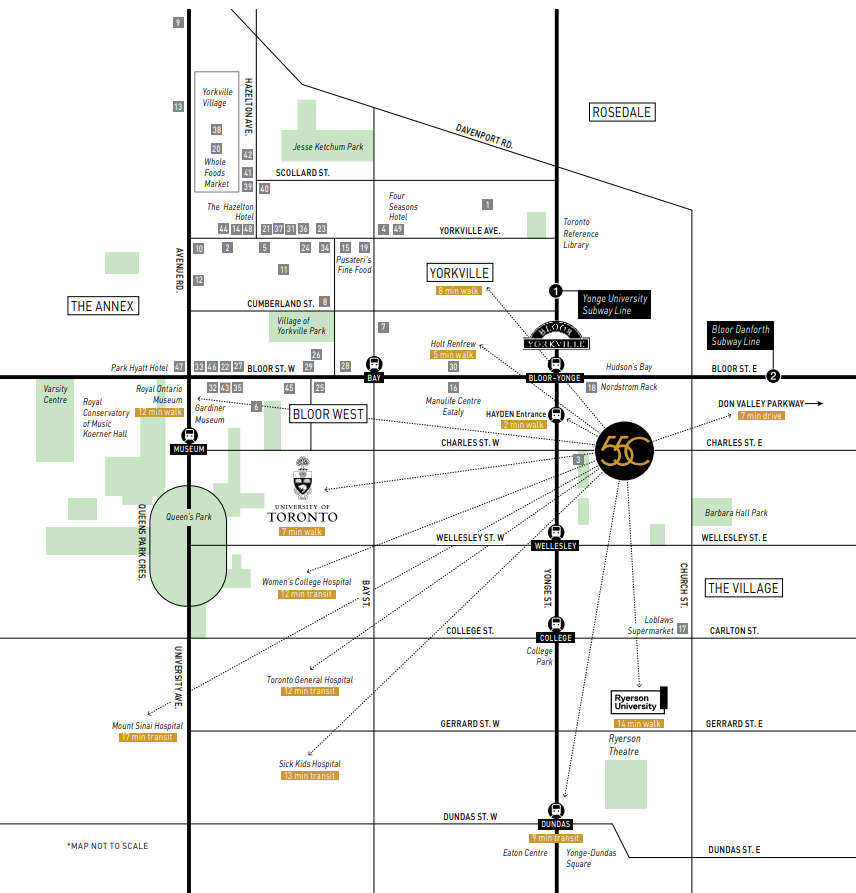 9
ROSEDALE
HAZELTON AVE.
Yorkville
Village
13
38
20
Whole
Foods
Market
42
41
39
40
DAVENPORT RD.
Jesse Ketchum Park
SCOLLARD ST.
The Hazelton
Hotel
44 14 48
21 37 31 36 23
Four
Seasons
Hotel
4 49
1
YORKVILLE AVE.
Toronto
Reference
Library
AVENUE RD.
10
2
5
24 34
15 19
Pusateri's
Fine Food
11
12
YORKVILLE
8 min walk
1
Yonge University
Subway Line
THE ANNEX
CUMBERLAND ST.
8
Village of
Yorkville Park
7
BLOOR
YORKVILLE
Bloor Danforth
Subway Line
Holt Renfrew
5 min walk
26
Park Hyatt Hotel
47
33 46 22 27
BLOOR ST. W
29
28
BAY
30
BLOOR-YONGE
Hudson's Bay
BLOOR ST. E
2
Varsity
Centre
Royal
Conservatory
of Music
Koerner Hall
Royal Ontario
Museum
12 min walk
32 43 35
45
25
16
Manulife Centre
Eataly
18
Nordstrom Rack
Gardiner
Museum
6
BLOOR WEST
HAYDEN Entrance
2 min walk
DON VALLEY PARKWAY
7 min drive
MUSEUM
CHARLES ST. W
55C
CHARLES ST. E
3
UNIVERSITY OF
TORONTO
7 min walk
Queen's Park
QUEENS PARK CRES.
Barbara Hall Park
WELLESLEY ST. W
WELLESLEY
WELLESLEY ST. E
Women's College Hospital
12 min transit
BAY ST.
YONGE ST.
CHURCH ST.
THE VILLAGE
Loblaws
Supermarket
17
COLLEGE ST.
COLLEGE
CARLTON ST.
College
Park
UNIVERSITY AVE.
Toronto General Hospital
12 min transit
Ryerson
University
14 min walk
Mount Sinai Hospital
17 min transit
GERRARD ST. W
GERRARD ST. E
Ryerson
Theatre
Sick Kids Hospital
13 min transit
DUNDAS ST. W
DUNDAS
9 min transit
*MAP NOT TO SCALE
Eaton Centre
Yonge-Dundas
Square
DUNDAS ST. E